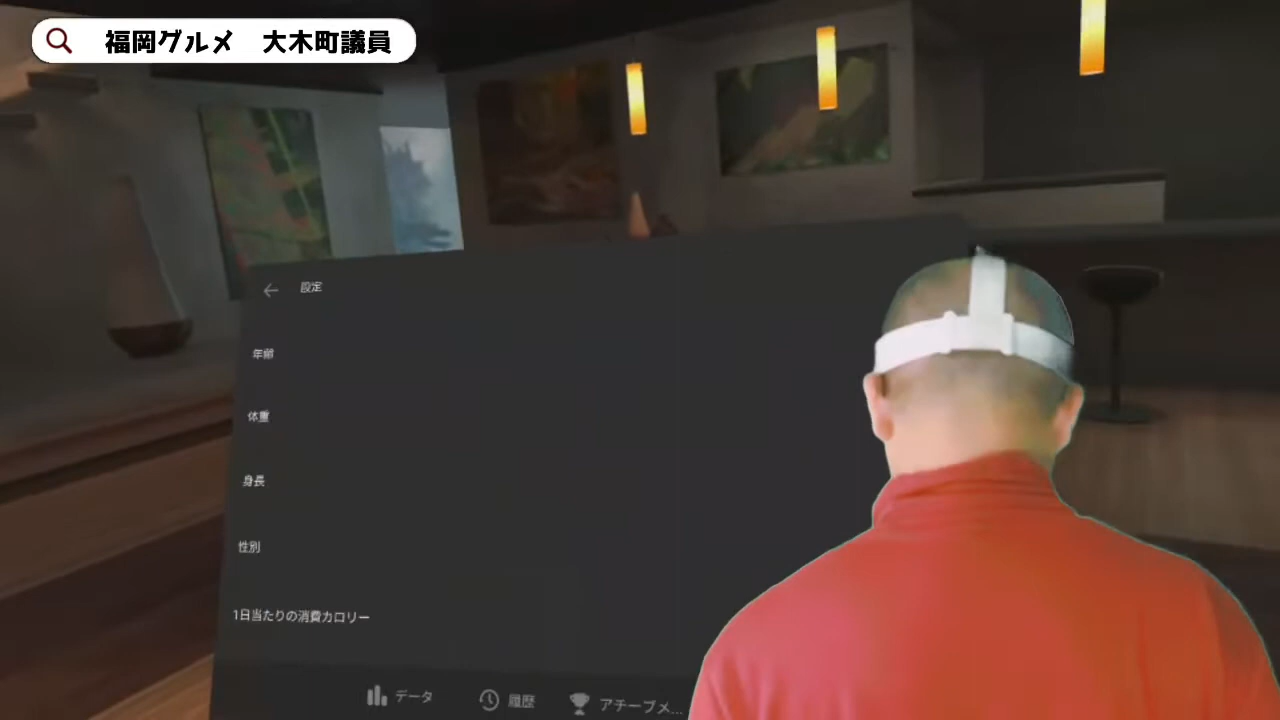 福岡グルメ 大木町議員
← 設定
年齢
体重
身長
性別
1日当たりの消費カロリー
データ 履歴 アチーブメ...